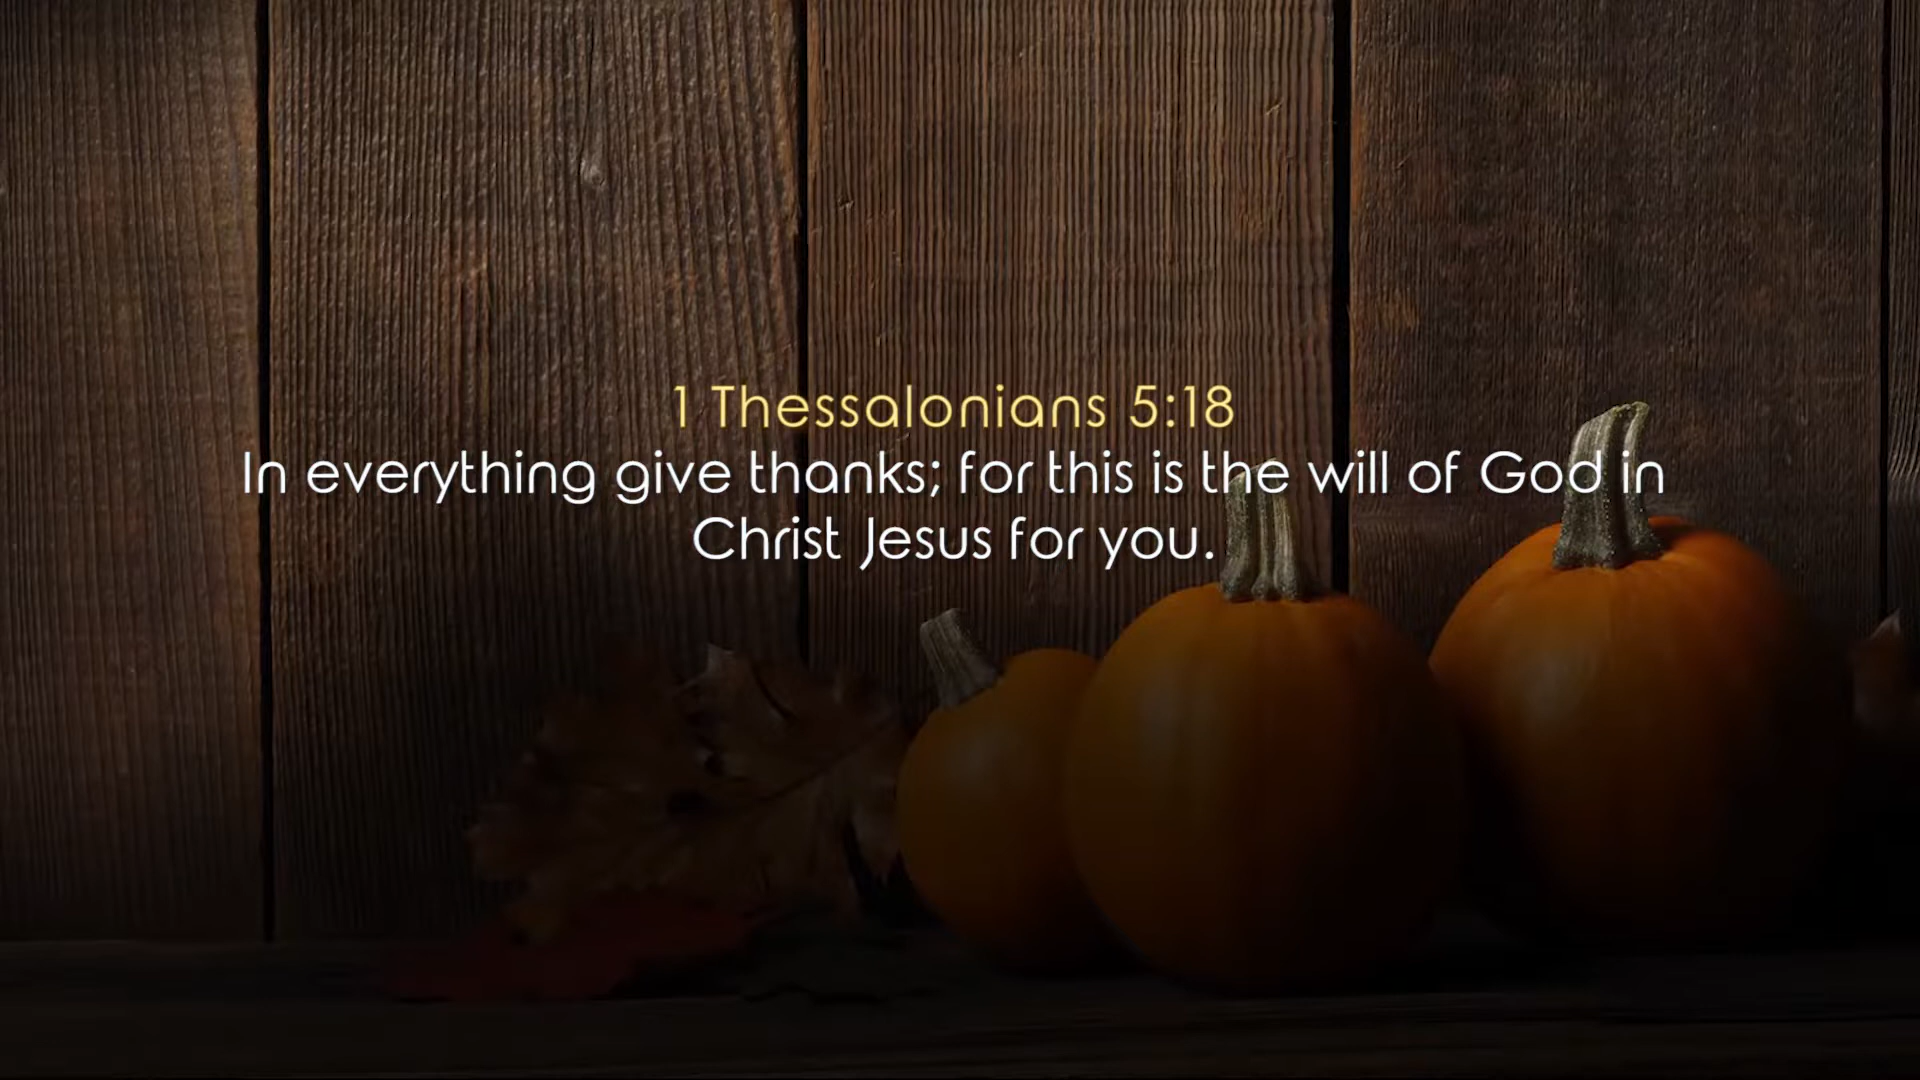 1 Thessalonians 5:18
In everything give thanks; for this is the will of God in
Christ Jesus for you.